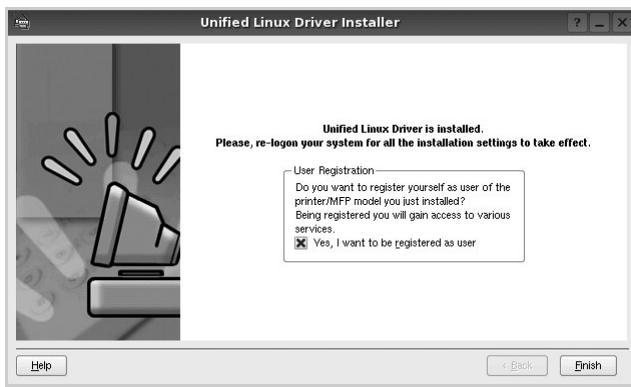 Unified Linux Driver Installer
Unified Linux Driver is installed.
Please, re-logon your system for all the installation settings to take effect.
User Registration
Do you want to register yourself as user of the
printer/MFP model you just installed?
Being registered you will gain access to various
services.
Yes, I want to be registered as user
Help
< Back
Finish